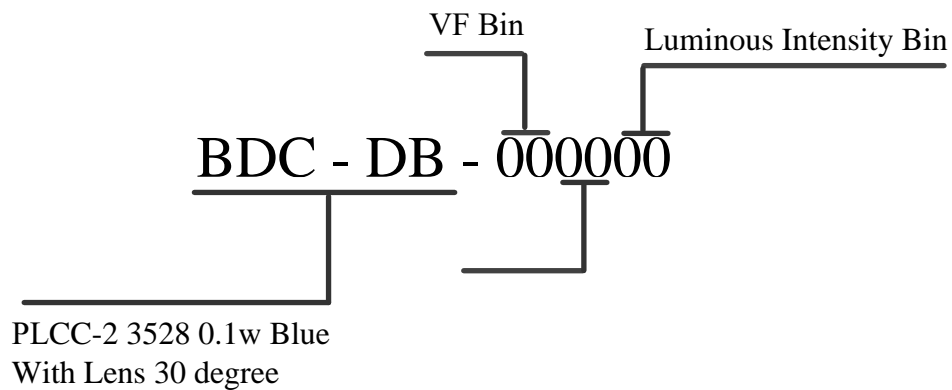 VF Bin
Luminous Intensity Bin
BDC - DB - 000000
PLCC-2 3528 0.1w Blue
With Lens 30 degree